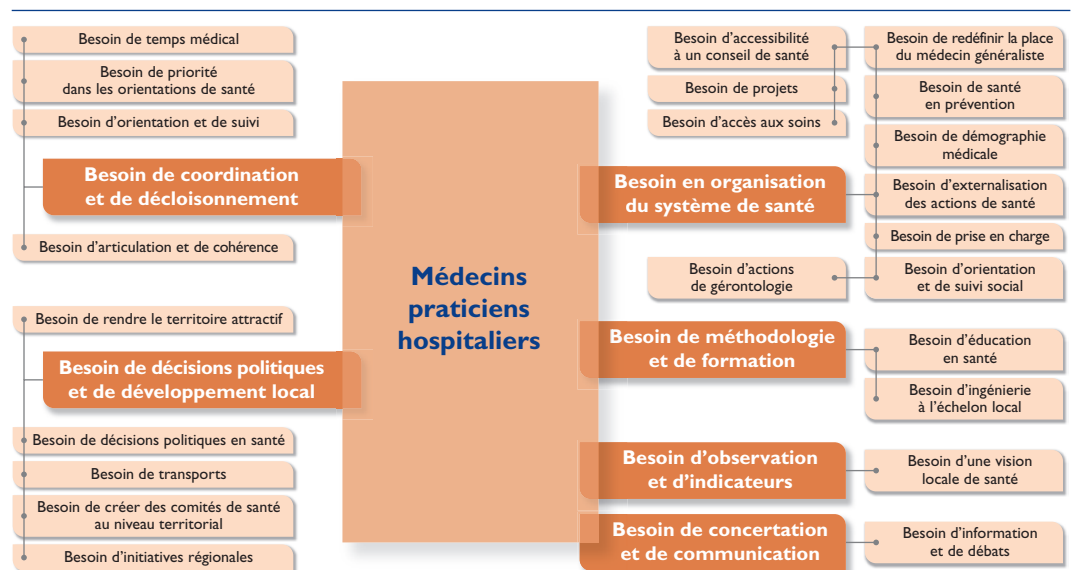 Besoin de temps médical
Besoin de priorité
dans les orientations de santé
Besoin d'orientation et de suivi
Besoin de coordination
et de décloisonnement
Besoin d'articulation et de cohérence
Besoin de rendre le territoire attractif
Besoin de décisions politiques
et de développement local
Besoin de décisions politiques en santé
Besoin de transports
Besoin de créer des comités de santé
au niveau territorial
Besoin d'initiatives régionales
Médecins
praticiens
hospitaliers
Besoin d'accessibilité
à un conseil de santé
Besoin de projets
Besoin d'accès aux soins
Besoin de redéfinir la place
du médecin généraliste
Besoin de santé
en prévention
Besoin de démographie
médicale
Besoin en organisation
du système de santé
Besoin d'externalisation
des actions de santé
Besoin de prise en charge
Besoin d'actions
de gérontologie
Besoin d'orientation
et de suivi social
Besoin de méthodologie
et de formation
Besoin d'éducation
en santé
Besoin d'ingénierie
à l'échelon local
Besoin d'observation
et d'indicateurs
Besoin d'une vision
locale de santé
Besoin de concertation
et de communication
Besoin d'information
et de débats